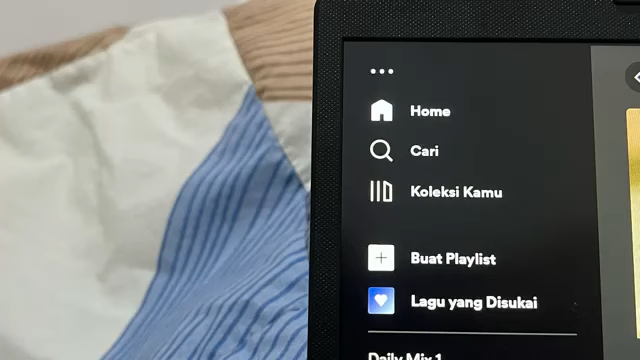 Home
Cari
Koleksi Kamu
Buat Playlist
Lagu yang Disukai
Daily Mix 1